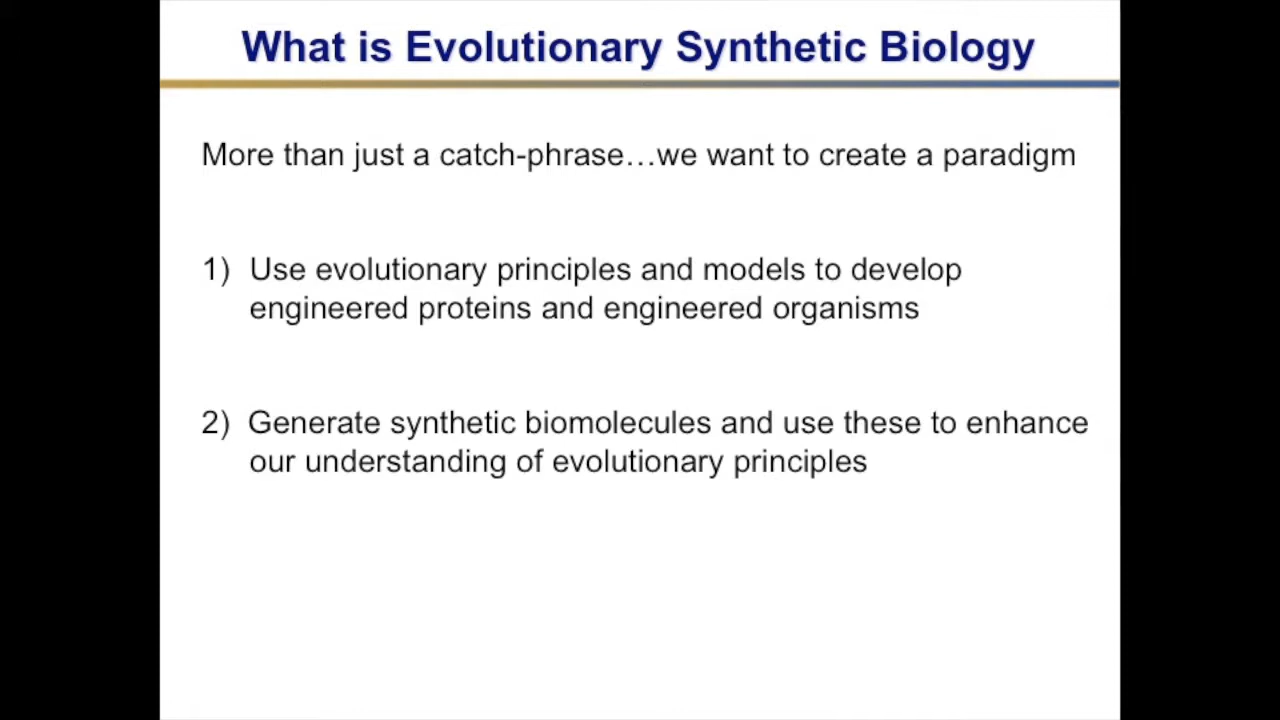 What is Evolutionary Synthetic Biology
More than just a catch-phrase…we want to create a paradigm
1) Use evolutionary principles and models to develop
engineered proteins and engineered organisms
2) Generate synthetic biomolecules and use these to enhance
our understanding of evolutionary principles